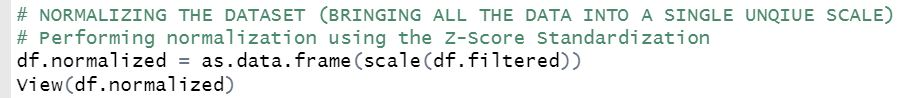 # NORMALIZING THE DATASET (BRINGING ALL THE DATA INTO A SINGLE UNQIUE SCALE)
# Performing normalization using the Z-Score Standardization
df.normalized = as.data.frame(scale(df.filtered))
View(df.normalized)